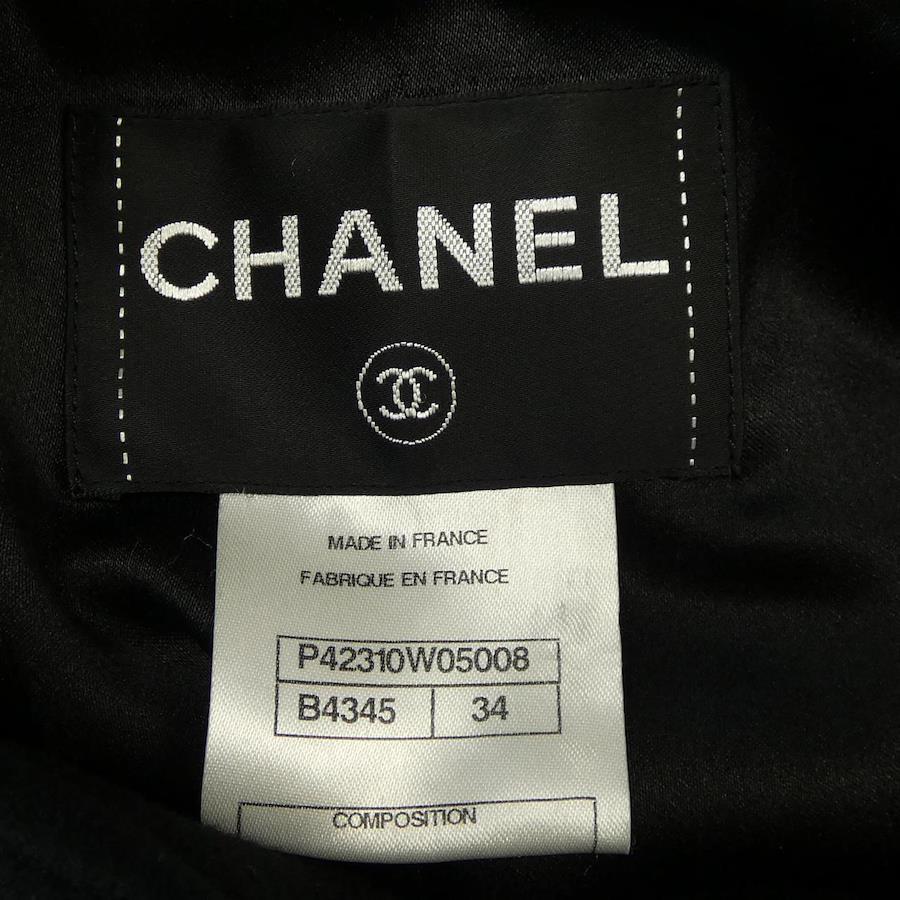 CHANEL
MADE IN FRANCE
FABRIQUE EN FRANCE
P42310W05008
B4345 34
COMPOSITION